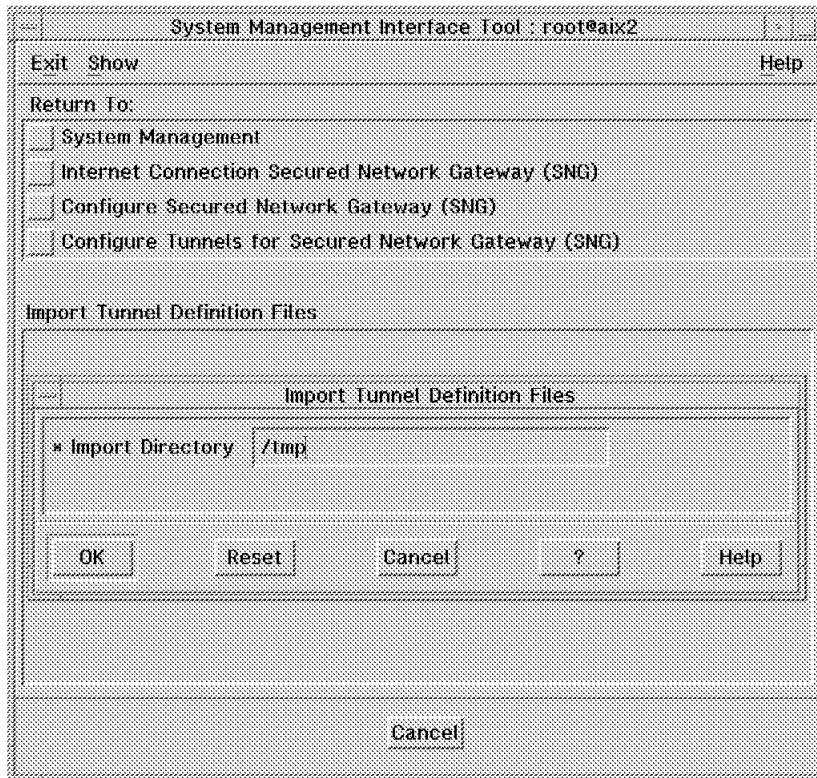 System Management Interface Tool : root@aix2
Exit Show Help
Return To:
System Management
Internet Connection Secured Network Gateway (SNG)
Configure Secured Network Gateway (SNG)
Configure Tunnels for Secured Network Gateway (SNG)
Import Tunnel Definition Files
Import Tunnel Definition Files
* Import Directory /tmp
OK Reset Cancel ? Help
Cancel